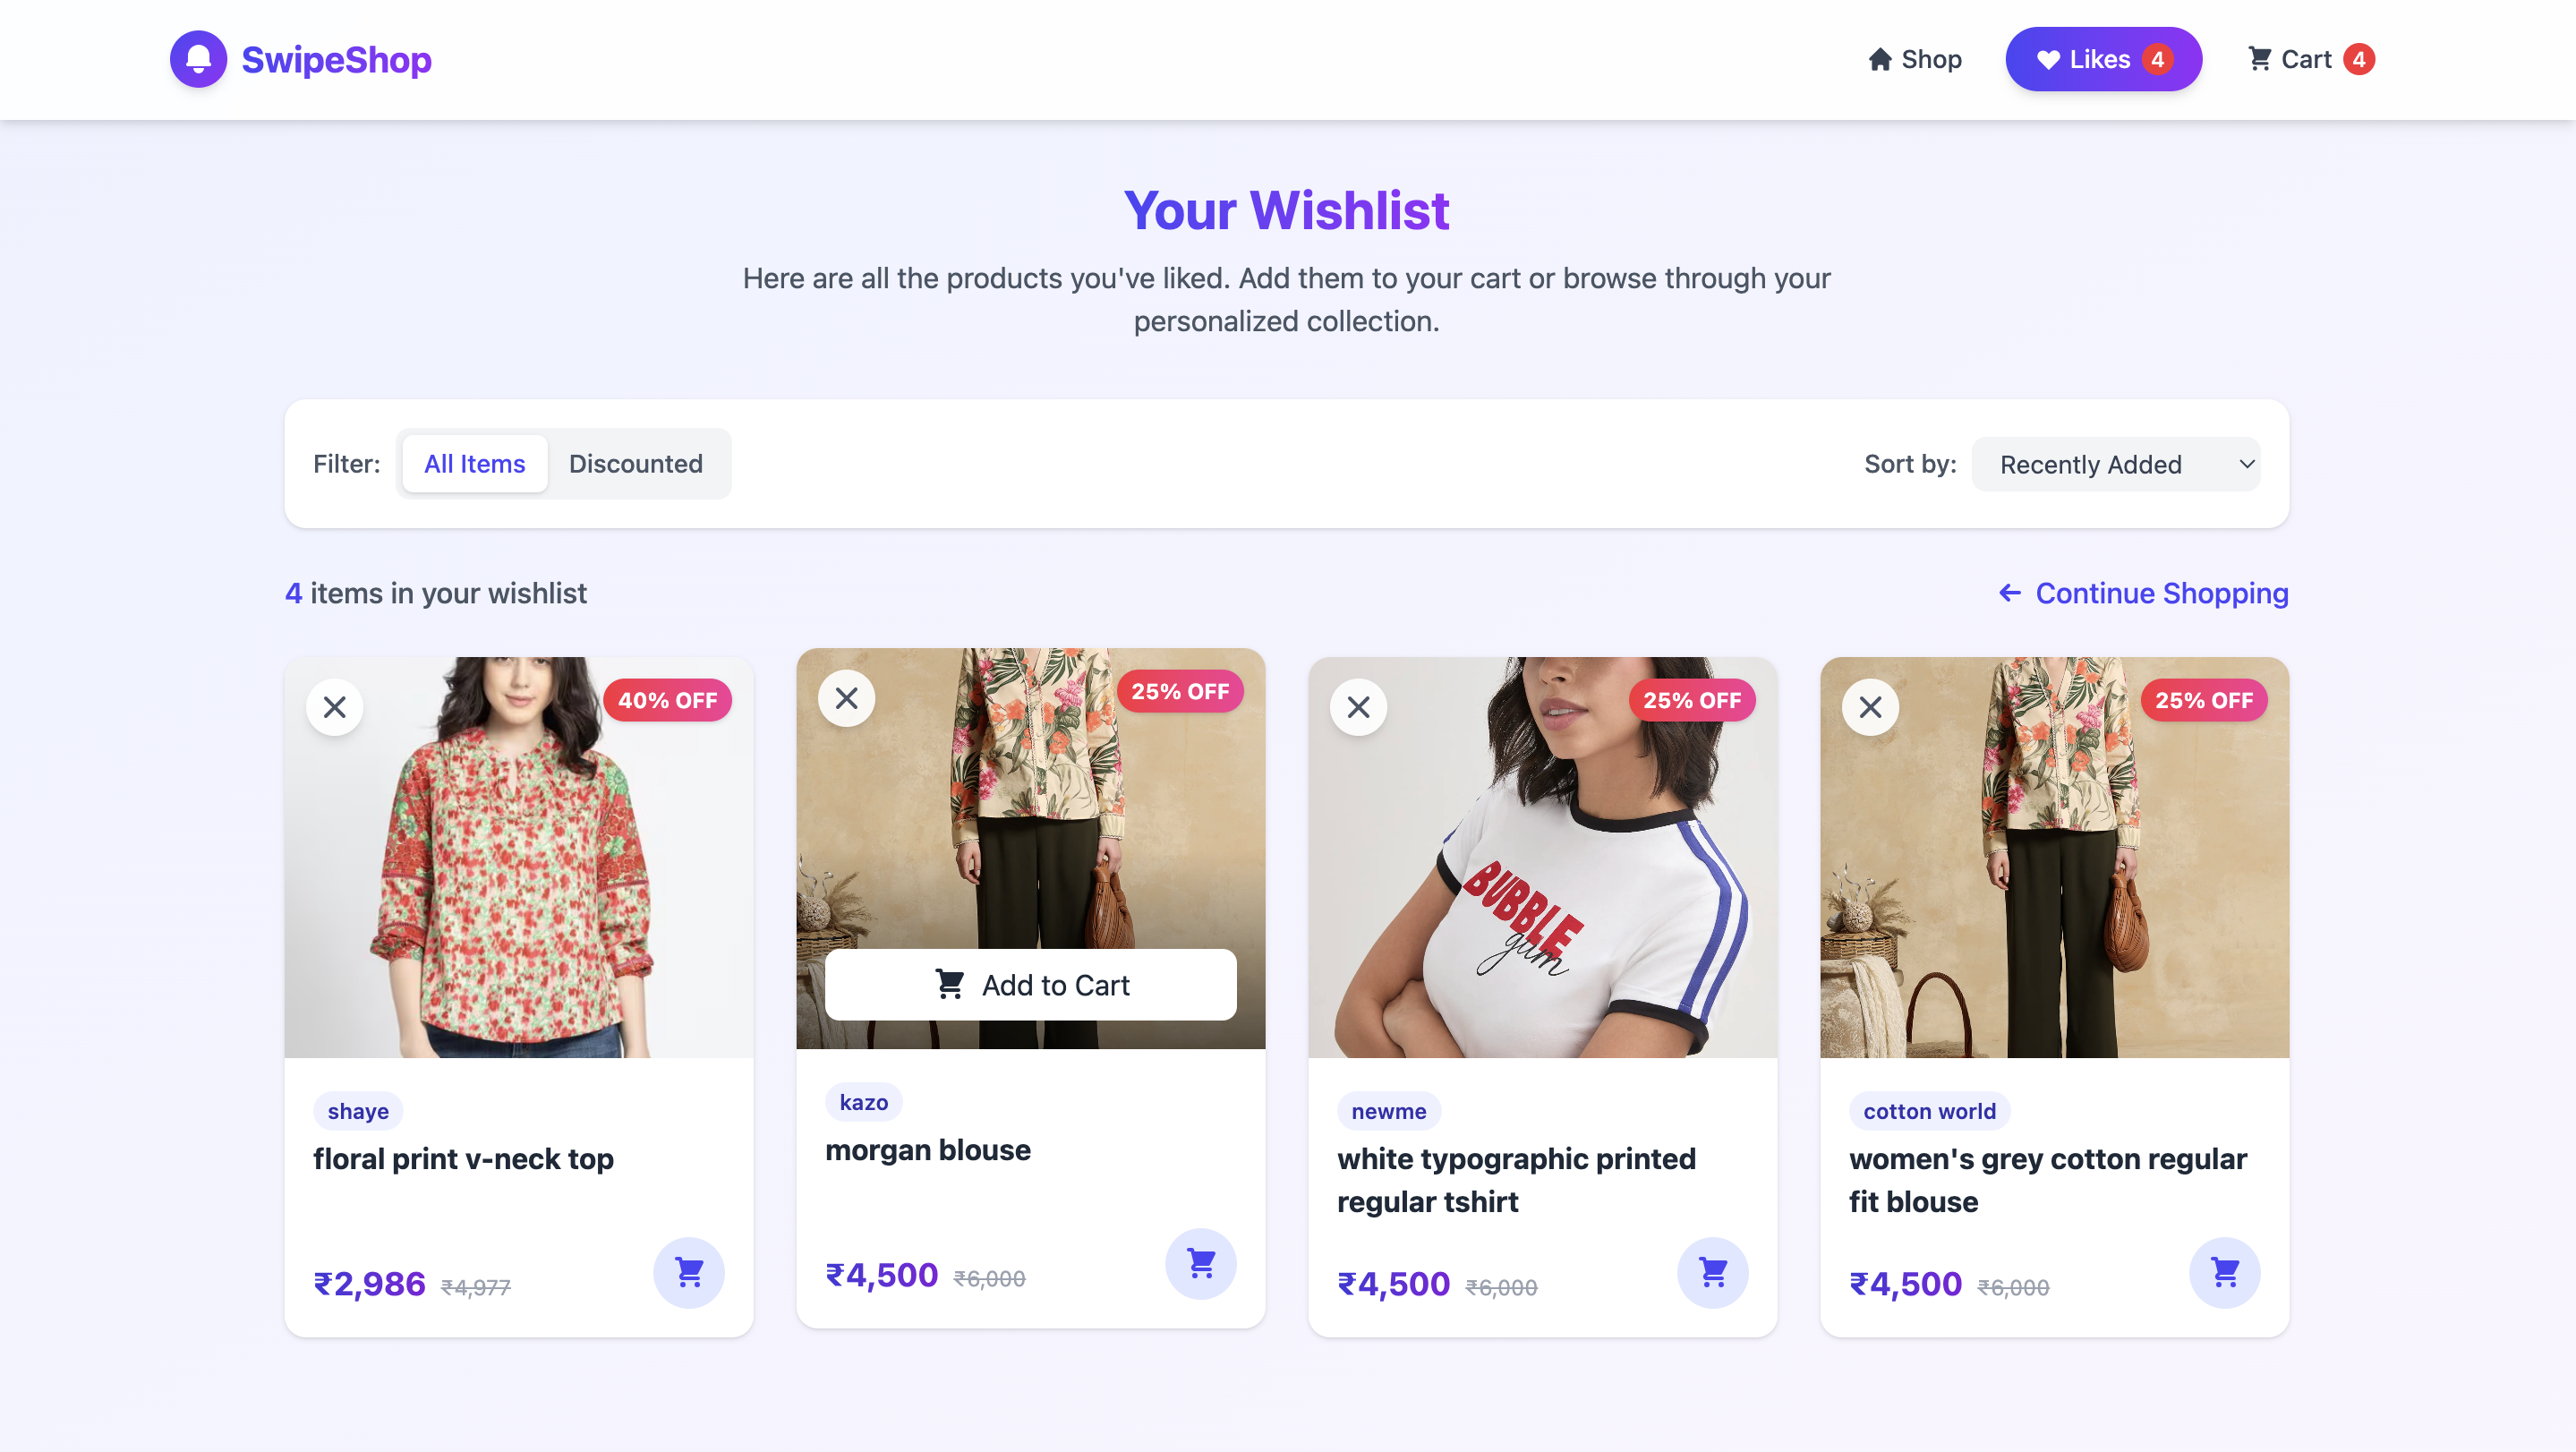 SwipeShop
Shop
Likes 4
Cart 4
Your Wishlist
Here are all the products you've liked. Add them to your cart or browse through your
personalized collection.
Filter: All Items Discounted
Sort by: Recently Added
4 items in your wishlist
Continue Shopping
40% OFF
shaye
floral print v-neck top
₹2,986 ₹4,977
25% OFF
Add to Cart
kazo
morgan blouse
₹4,500 ₹6,000
25% OFF
BUBBLE
gum
newme
white typographic printed
regular tshirt
₹4,500 ₹6,000
25% OFF
cotton world
women's grey cotton regular
fit blouse
₹4,500 ₹6,000